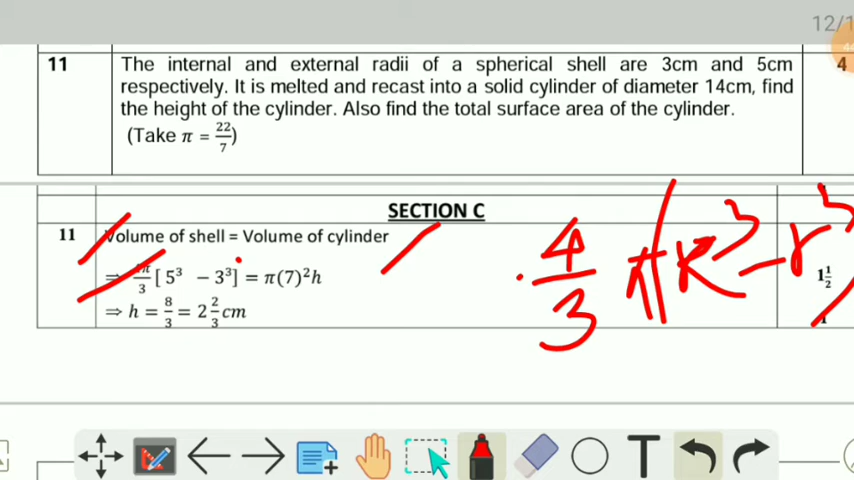 12/1
11
The internal and external radii of a spherical shell are 3cm and 5cm
4
respectively. It is melted and recast into a solid cylinder of diameter 14cm, find
the height of the cylinder. Also find the total surface area of the cylinder.
(Take π = 22/7)
SECTION C
11
Volume of shell = Volume of cylinder
⇒ 4π/3 [ 5³ − 3³] = π(7)²h
1 1/2
⇒ h = 8/3 = 2 2/3 cm
1
4/3 π(R³ − r³
T